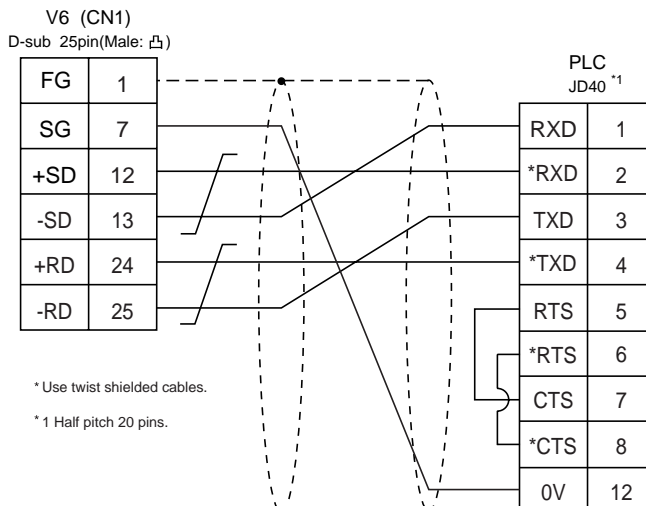 V6 (CN1)
D-sub 25pin(Male: )
FG 1
SG 7
+SD 12
-SD 13
+RD 24
-RD 25
* Use twist shielded cables.
* 1 Half pitch 20 pins.
PLC
JD40 *1
RXD 1
*RXD 2
TXD 3
*TXD 4
RTS 5
*RTS 6
CTS 7
*CTS 8
0V 12